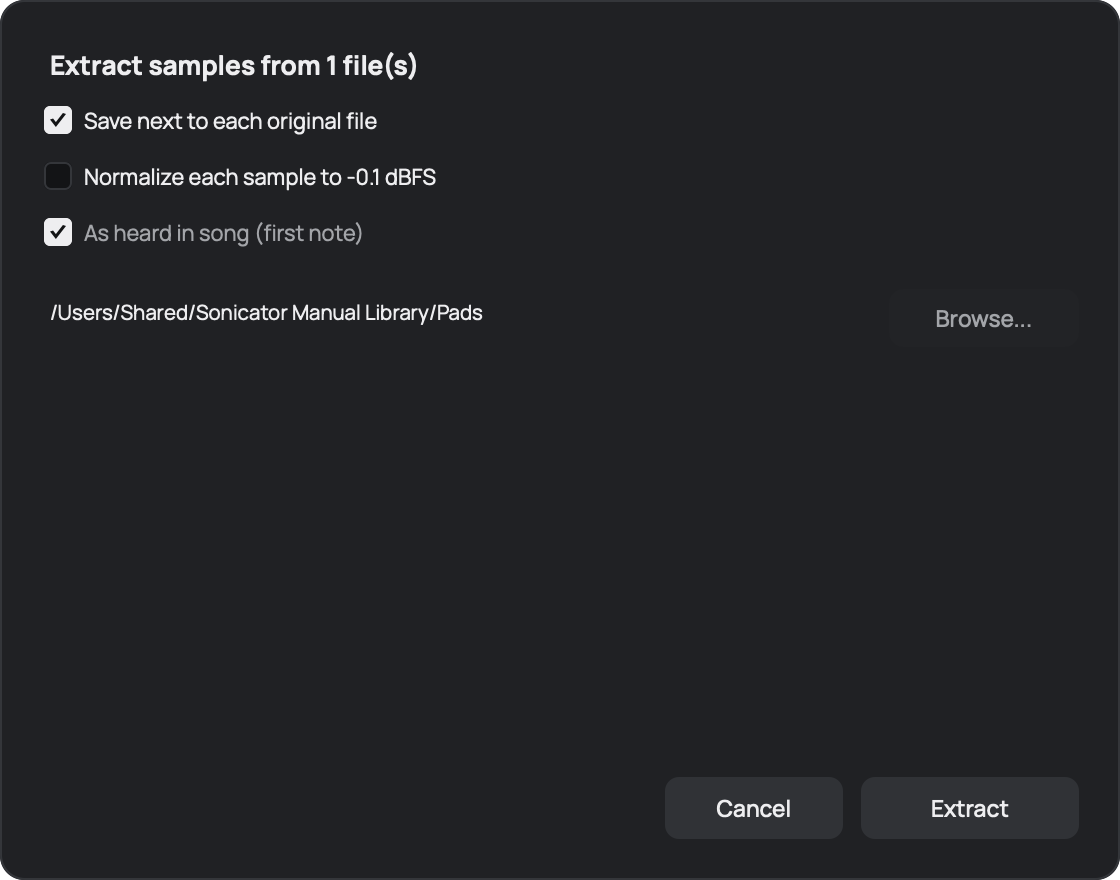 Extract samples from 1 file(s)
Save next to each original file
Normalize each sample to -0.1 dBFS
As heard in song (first note)
/Users/Shared/Sonicator Manual Library/Pads
Browse...
Cancel
Extract